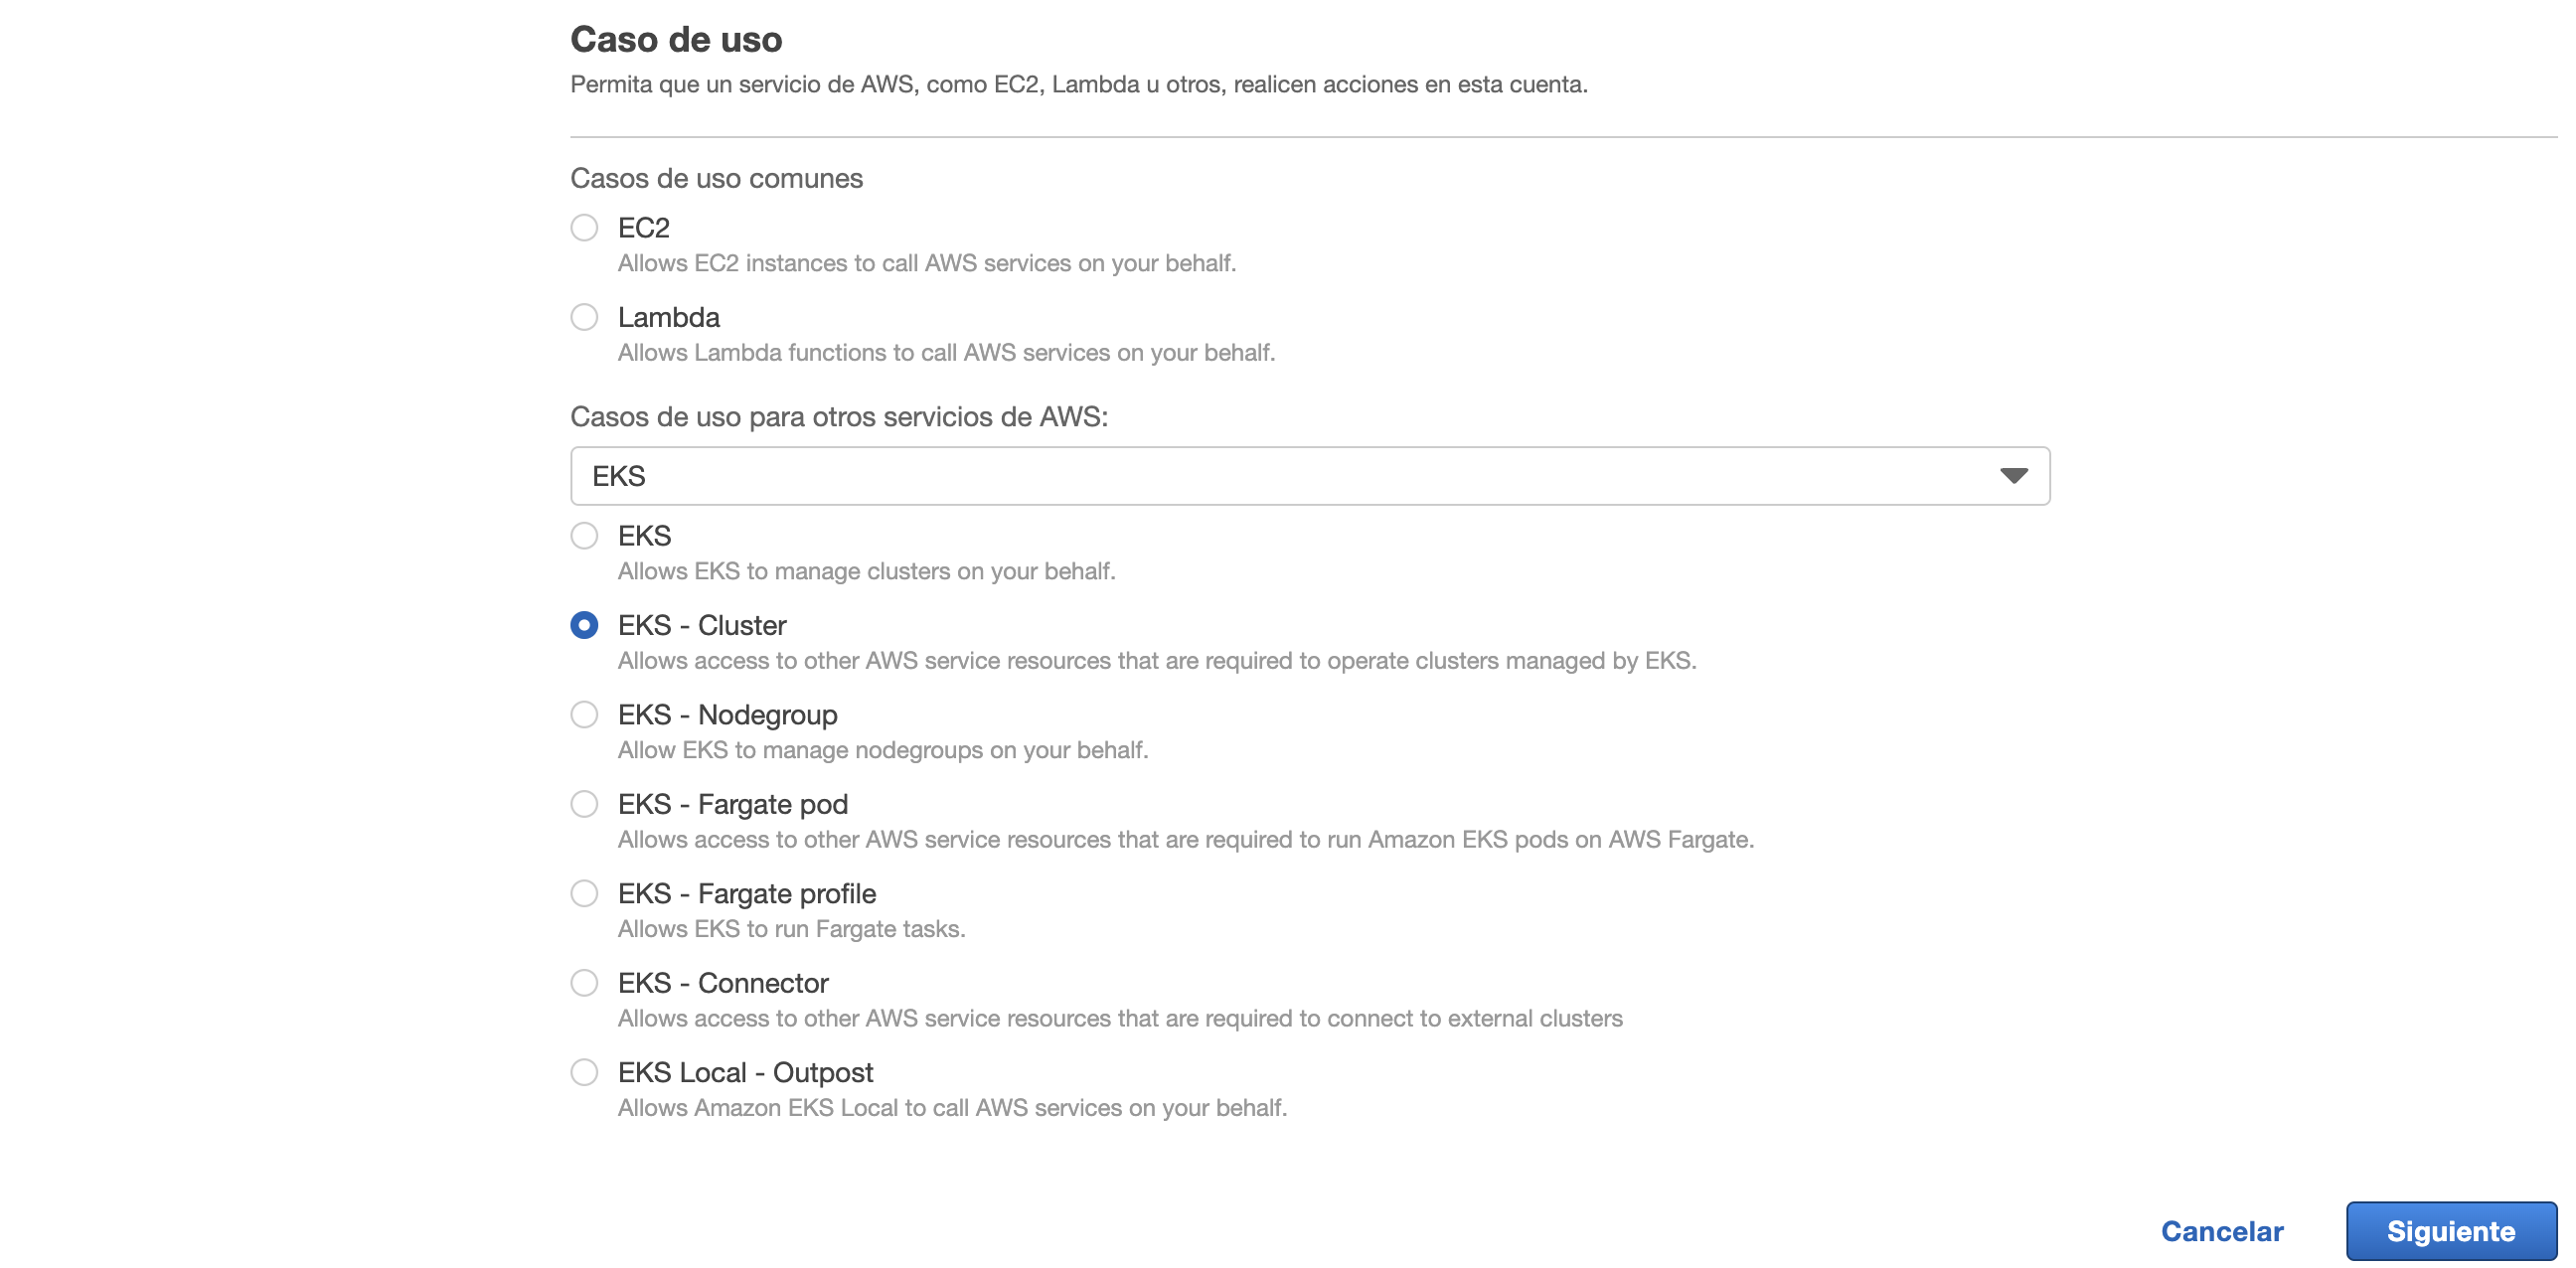 Caso de uso
Permita que un servicio de AWS, como EC2, Lambda u otros, realicen acciones en esta cuenta.
Casos de uso comunes
EC2
Allows EC2 instances to call AWS services on your behalf.
Lambda
Allows Lambda functions to call AWS services on your behalf.
Casos de uso para otros servicios de AWS:
EKS
EKS
Allows EKS to manage clusters on your behalf.
EKS - Cluster
Allows access to other AWS service resources that are required to operate clusters managed by EKS.
EKS - Nodegroup
Allow EKS to manage nodegroups on your behalf.
EKS - Fargate pod
Allows access to other AWS service resources that are required to run Amazon EKS pods on AWS Fargate.
EKS - Fargate profile
Allows EKS to run Fargate tasks.
EKS - Connector
Allows access to other AWS service resources that are required to connect to external clusters
EKS Local - Outpost
Allows Amazon EKS Local to call AWS services on your behalf.
Cancelar
Siguiente